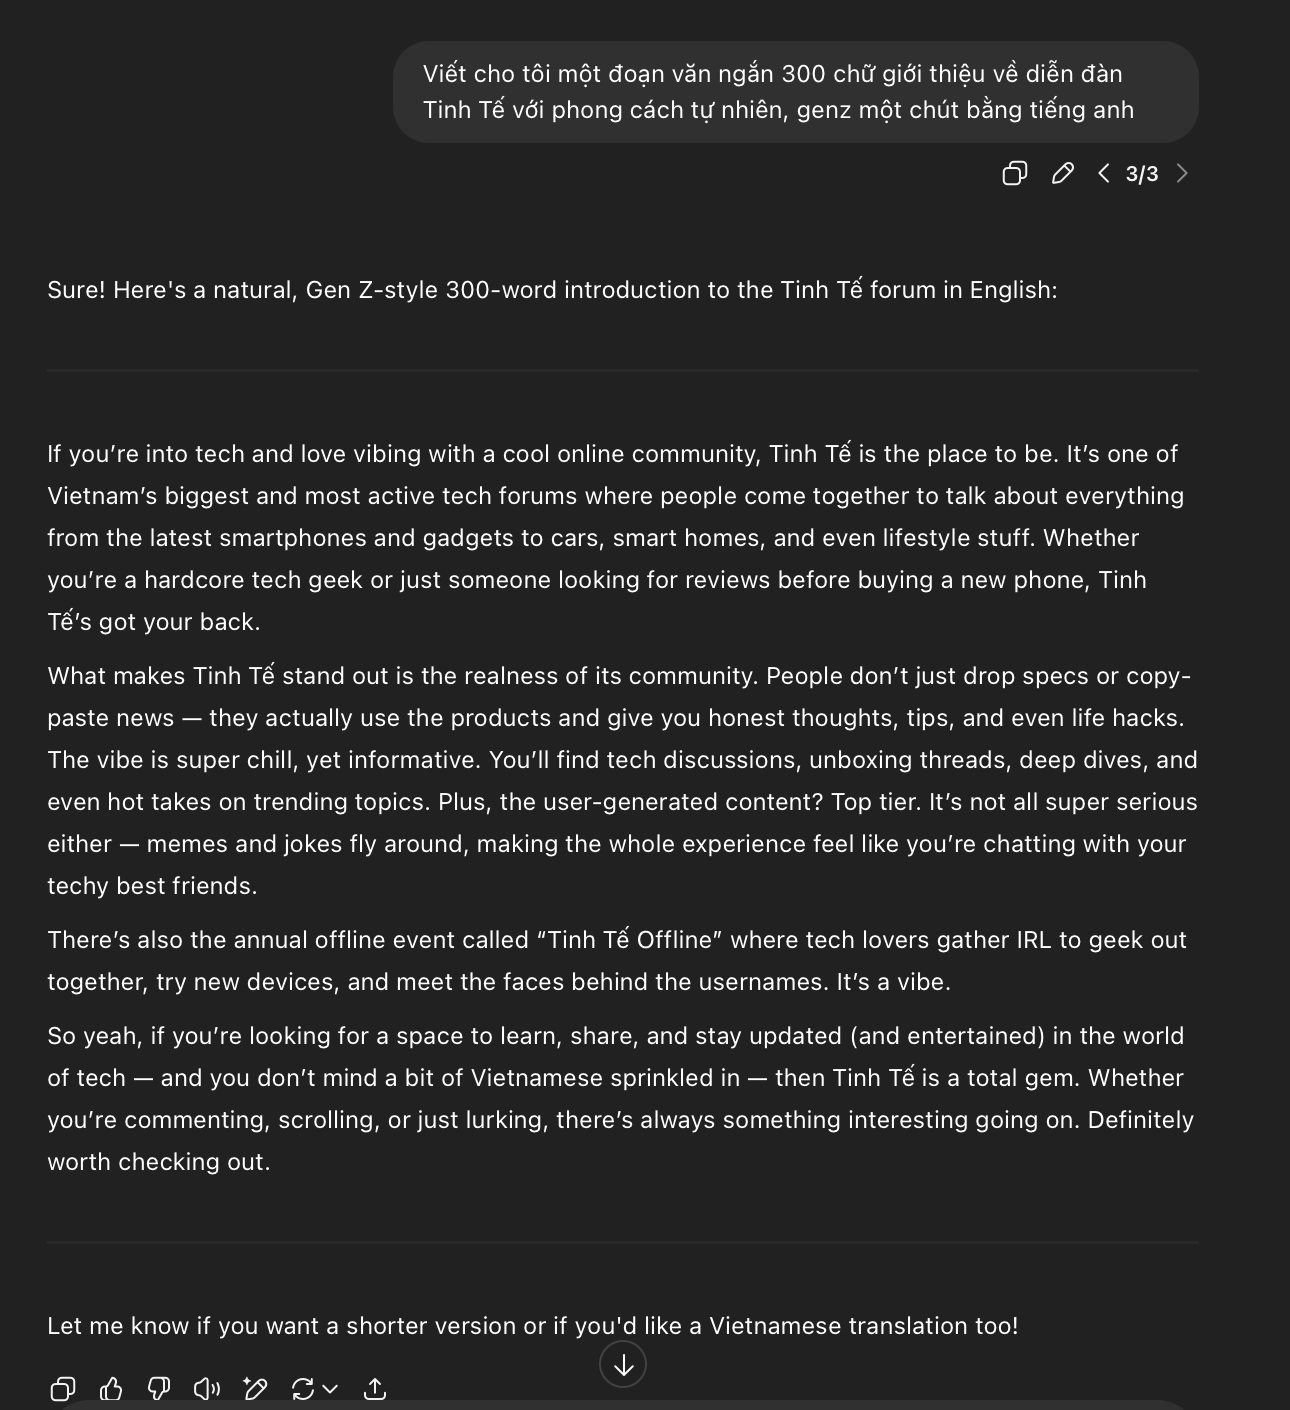 Viết cho tôi một đoạn văn ngắn 300 chữ giới thiệu về diễn đàn
Tinh Tế với phong cách tự nhiên, genz một chút bằng tiếng anh
3/3
Sure! Here's a natural, Gen Z-style 300-word introduction to the Tinh Tế forum in English:
If you’re into tech and love vibing with a cool online community, Tinh Tế is the place to be. It’s one of
Vietnam’s biggest and most active tech forums where people come together to talk about everything
from the latest smartphones and gadgets to cars, smart homes, and even lifestyle stuff. Whether
you’re a hardcore tech geek or just someone looking for reviews before buying a new phone, Tinh
Tế’s got your back.
What makes Tinh Tế stand out is the realness of its community. People don’t just drop specs or copy-
paste news — they actually use the products and give you honest thoughts, tips, and even life hacks.
The vibe is super chill, yet informative. You’ll find tech discussions, unboxing threads, deep dives, and
even hot takes on trending topics. Plus, the user-generated content? Top tier. It’s not all super serious
either — memes and jokes fly around, making the whole experience feel like you’re chatting with your
techy best friends.
There’s also the annual offline event called “Tinh Tế Offline” where tech lovers gather IRL to geek out
together, try new devices, and meet the faces behind the usernames. It’s a vibe.
So yeah, if you’re looking for a space to learn, share, and stay updated (and entertained) in the world
of tech — and you don’t mind a bit of Vietnamese sprinkled in — then Tinh Tế is a total gem. Whether
you’re commenting, scrolling, or just lurking, there’s always something interesting going on. Definitely
worth checking out.
Let me know if you want a shorter version or if you'd like a Vietnamese translation too!